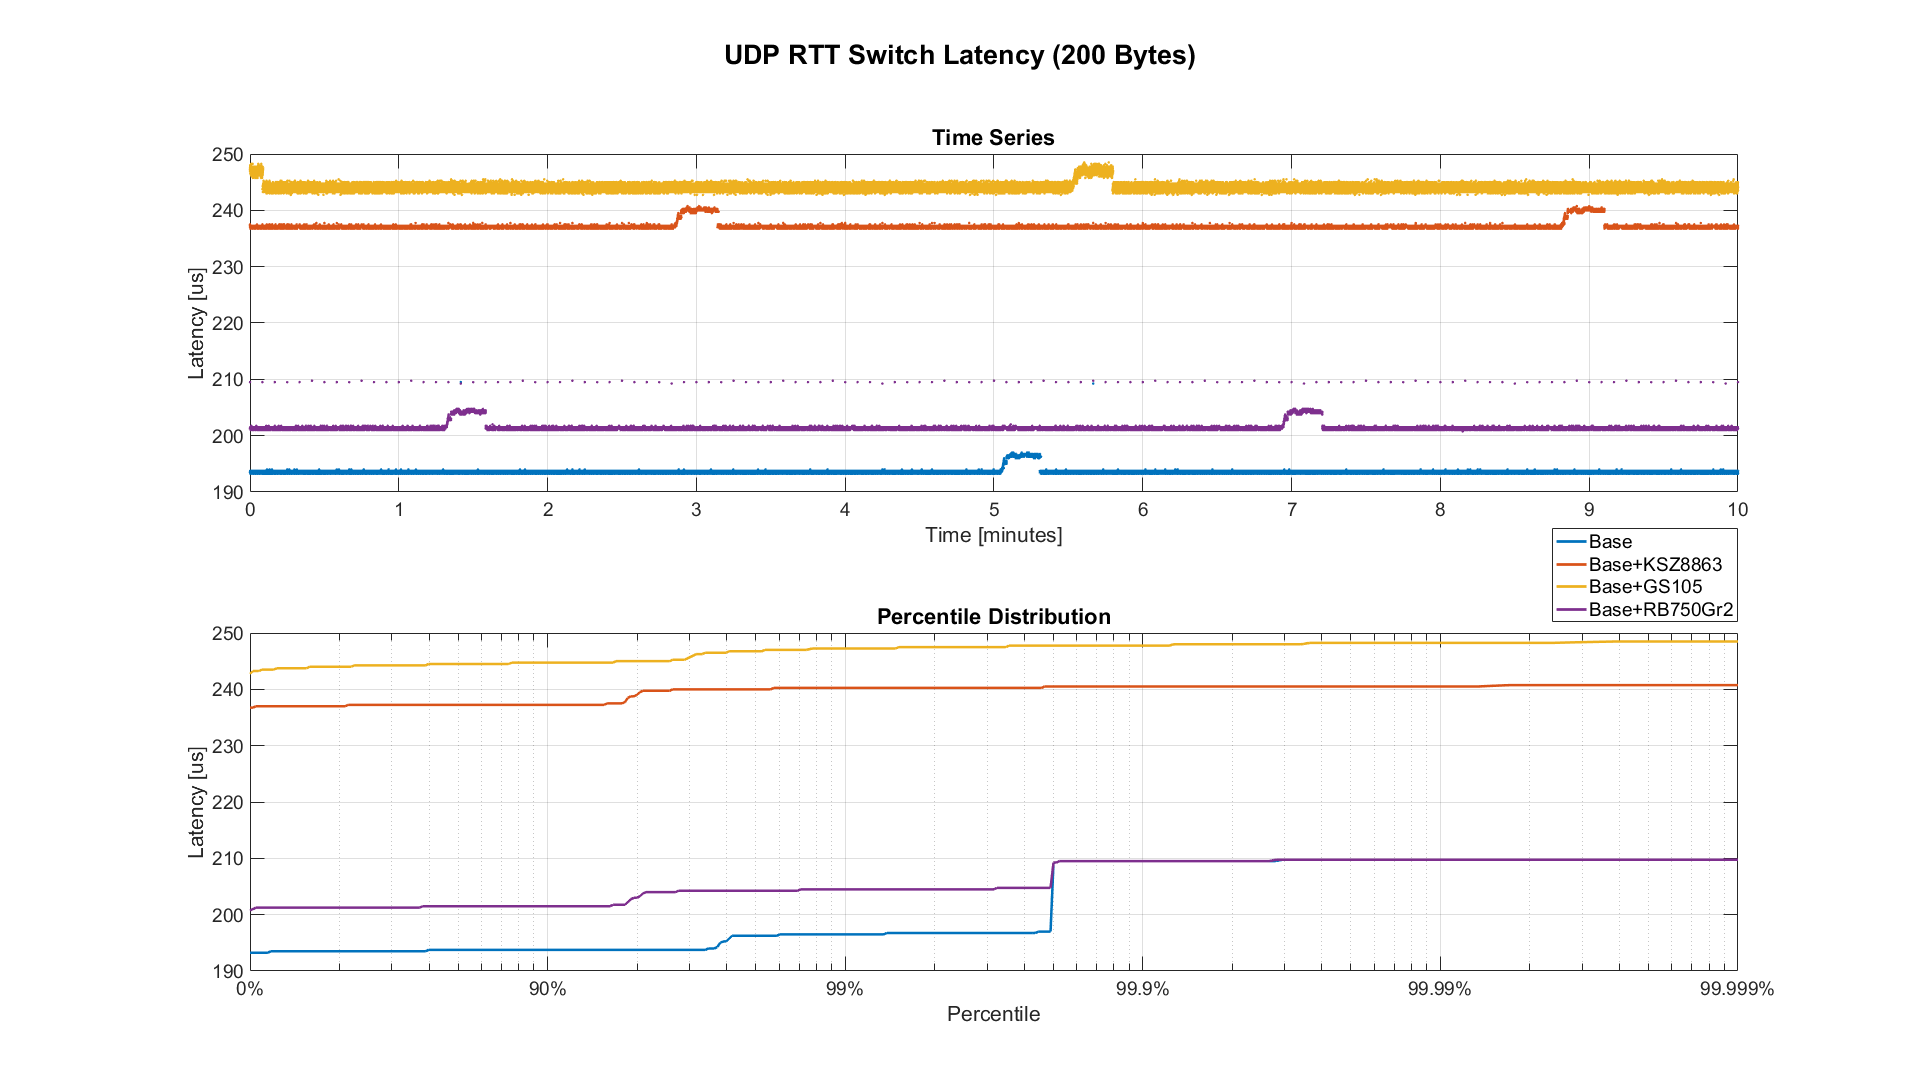 UDP RTT Switch Latency (200 Bytes)
Time Series
Latency [us]
250
240
230
220
210
200
190
0 1 2 3 4 5 6 7 8 9 10
Time [minutes]
Base
Base+KSZ8863
Base+GS105
Base+RB750Gr2
Percentile Distribution
Latency [us]
250
240
230
220
210
200
190
0% 90% 99% 99.9% 99.99% 99.999%
Percentile